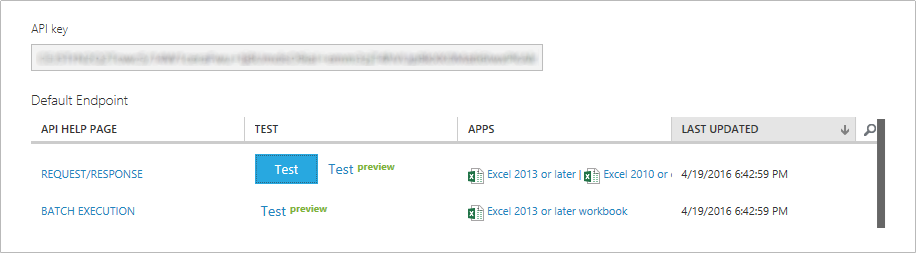 API key
Default Endpoint
API HELP PAGE TEST APPS LAST UPDATED
REQUEST/RESPONSE Test Test preview Excel 2013 or later | Excel 2010 or 4/19/2016 6:42:59 PM
BATCH EXECUTION Test preview Excel 2013 or later workbook 4/19/2016 6:42:59 PM